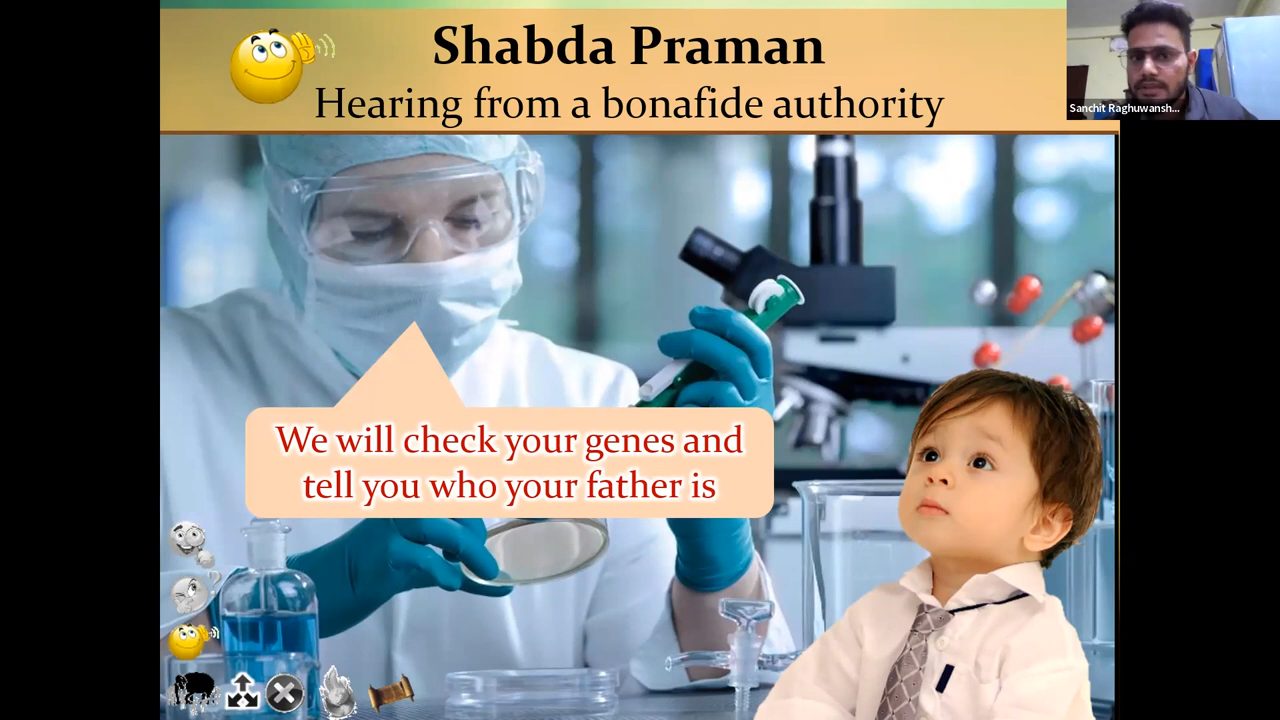 Shabda Praman
Hearing from a bonafide authority
Sanchit Raghuwansh...
We will check your genes and
tell you who your father is